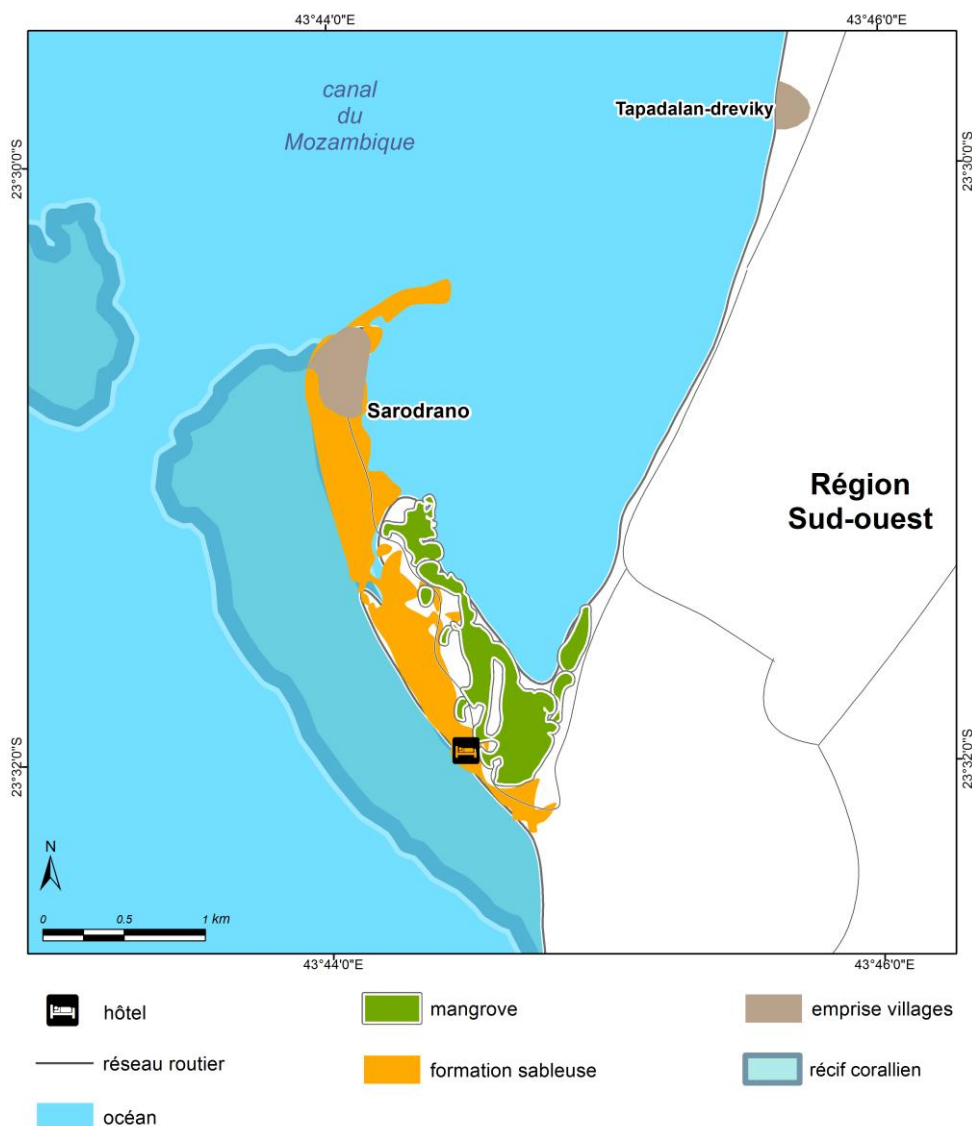 43°44'0"E
43°46'0"E
canal
du
Mozambique
Tapadalan-dreviky
23°30'0"S
23°30'0"S
Sarodrano
Région
Sud-ouest
23°32'0"S
23°32'0"S
N
0 0.5 1 km
43°44'0"E
43°46'0"E
hôtel
mangrove
emprise villages
réseau routier
formation sableuse
récif corallien
océan